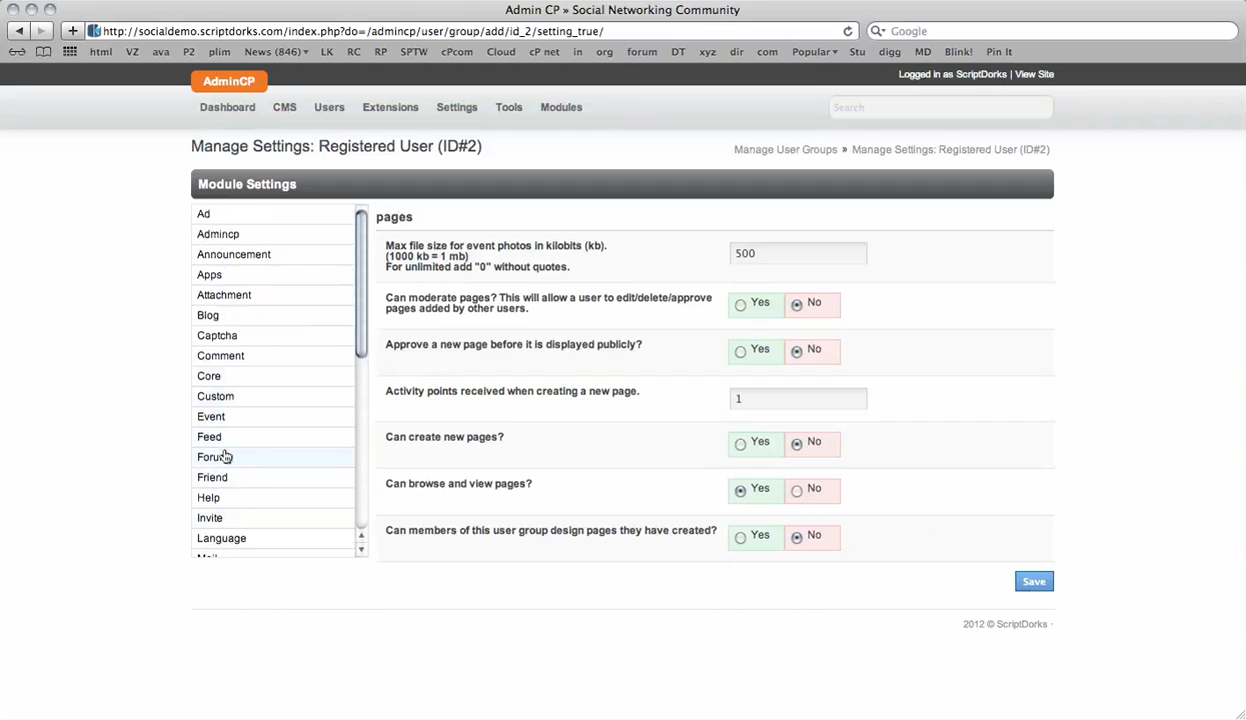 Admin CP » Social Networking Community
http://socialdemo.scriptdorks.com/index.php?do=/admincp/user/group/add/id_2/setting_true/
Google
html VZ ava P2 plim News (846) LK RC RP SPTW cPcom Cloud cP net in org forum DT xyz dir com Popular Stu digg MD Blink! Pin It
AdminCP
Logged in as ScriptDorks | View Site
Dashboard CMS Users Extensions Settings Tools Modules
Search
Manage Settings: Registered User (ID#2)
Manage User Groups » Manage Settings: Registered User (ID#2)
Module Settings
Ad
Admincp
Announcement
Apps
Attachment
Blog
Captcha
Comment
Core
Custom
Event
Feed
Forum
Friend
Help
Invite
Language
Mail
pages
Max file size for event photos in kilobits (kb).
(1000 kb = 1 mb)
For unlimited add "0" without quotes.
500
Can moderate pages? This will allow a user to edit/delete/approve
pages added by other users.
Yes No
Approve a new page before it is displayed publicly?
Yes No
Activity points received when creating a new page.
1
Can create new pages?
Yes No
Can browse and view pages?
Yes No
Can members of this user group design pages they have created?
Yes No
Save
2012 © ScriptDorks ·